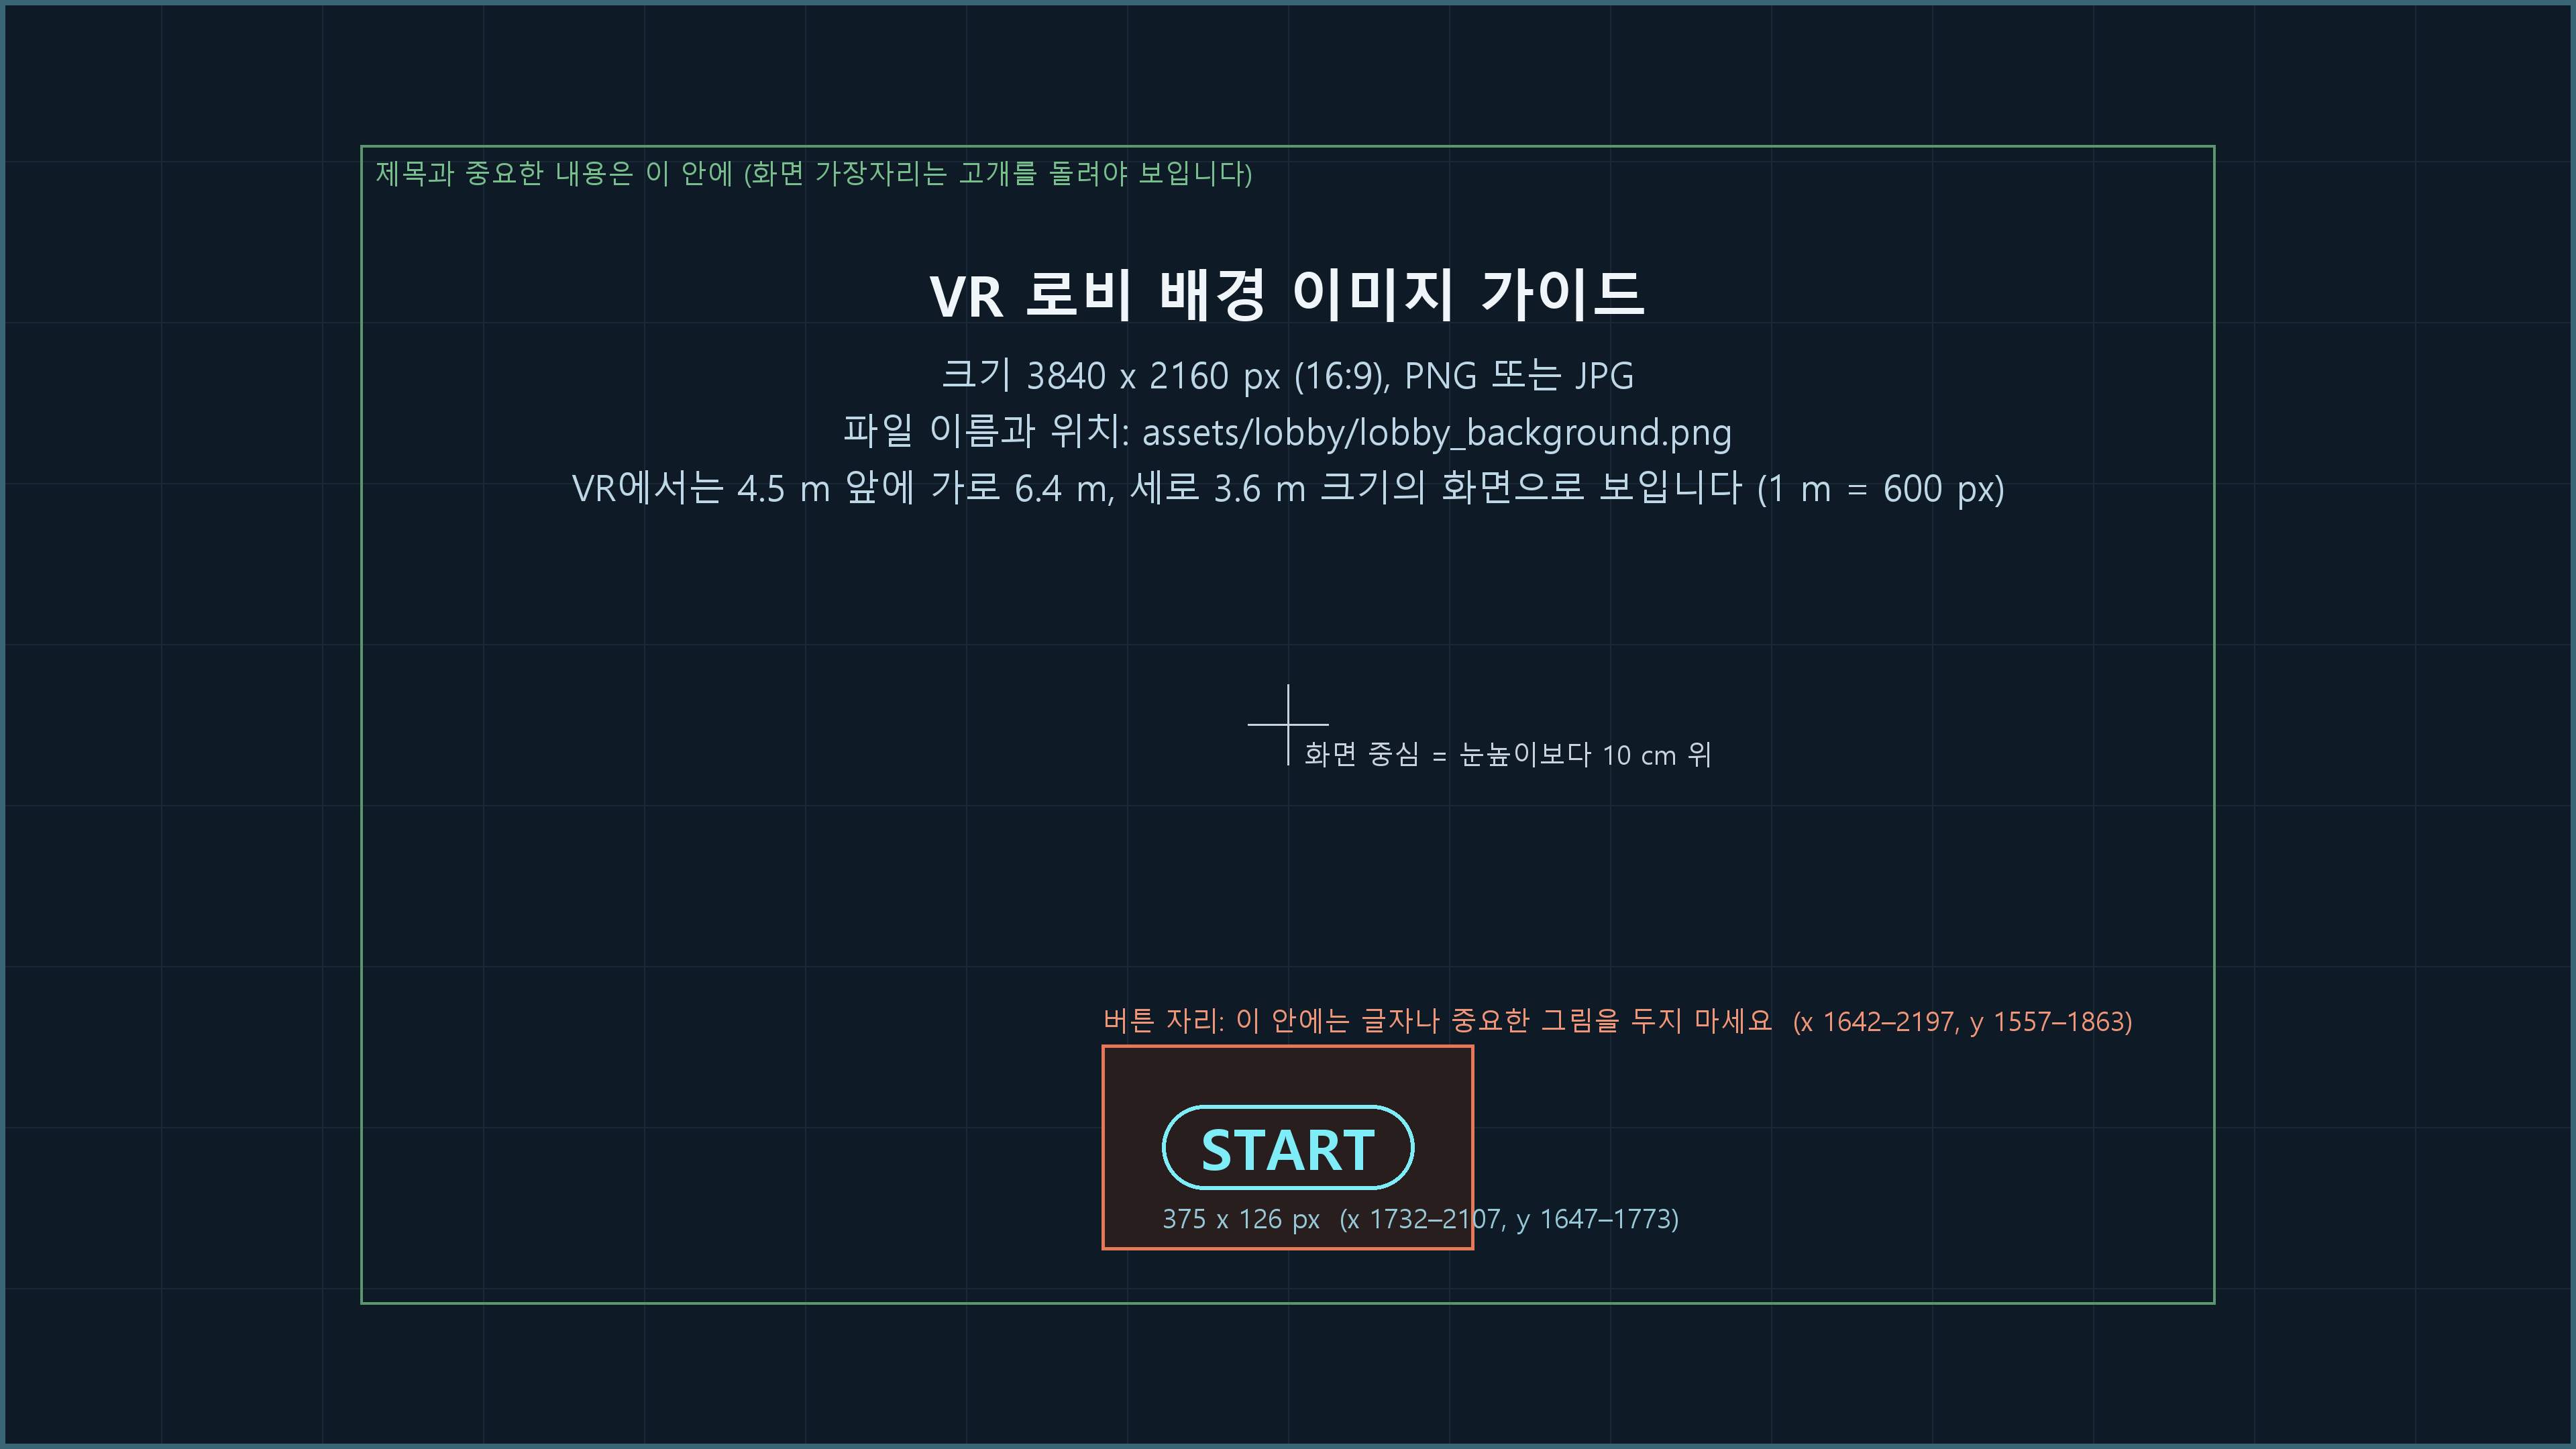 제목과 중요한 내용은 이 안에 (화면 가장자리는 고개를 돌려야 보입니다)
VR 로비 배경 이미지 가이드
크기 3840 x 2160 px (16:9), PNG 또는 JPG
파일 이름과 위치: assets/lobby/lobby_background.png
VR에서는 4.5 m 앞에 가로 6.4 m, 세로 3.6 m 크기의 화면으로 보입니다 (1 m = 600 px)
화면 중심 = 눈높이보다 10 cm 위
버튼 자리: 이 안에는 글자나 중요한 그림을 두지 마세요 (x 1642–2197, y 1557–1863)
START
375 x 126 px (x 1732–2107, y 1647–1773)